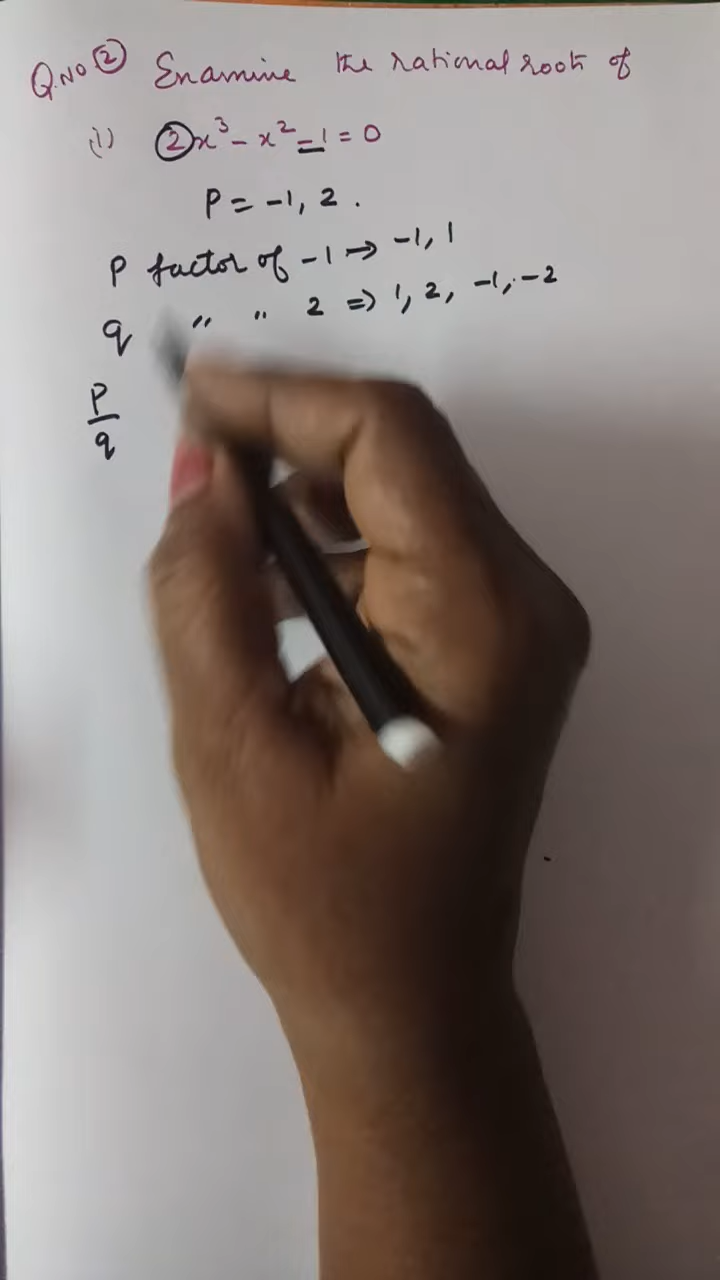 Q.NO ② Examine the rational roots of
(i) 2x³ - x² - 1 = 0
P = -1, 2.
P factor of -1 → -1, 1
q " " 2 ⇒ 1, 2, -1, -2
P/q